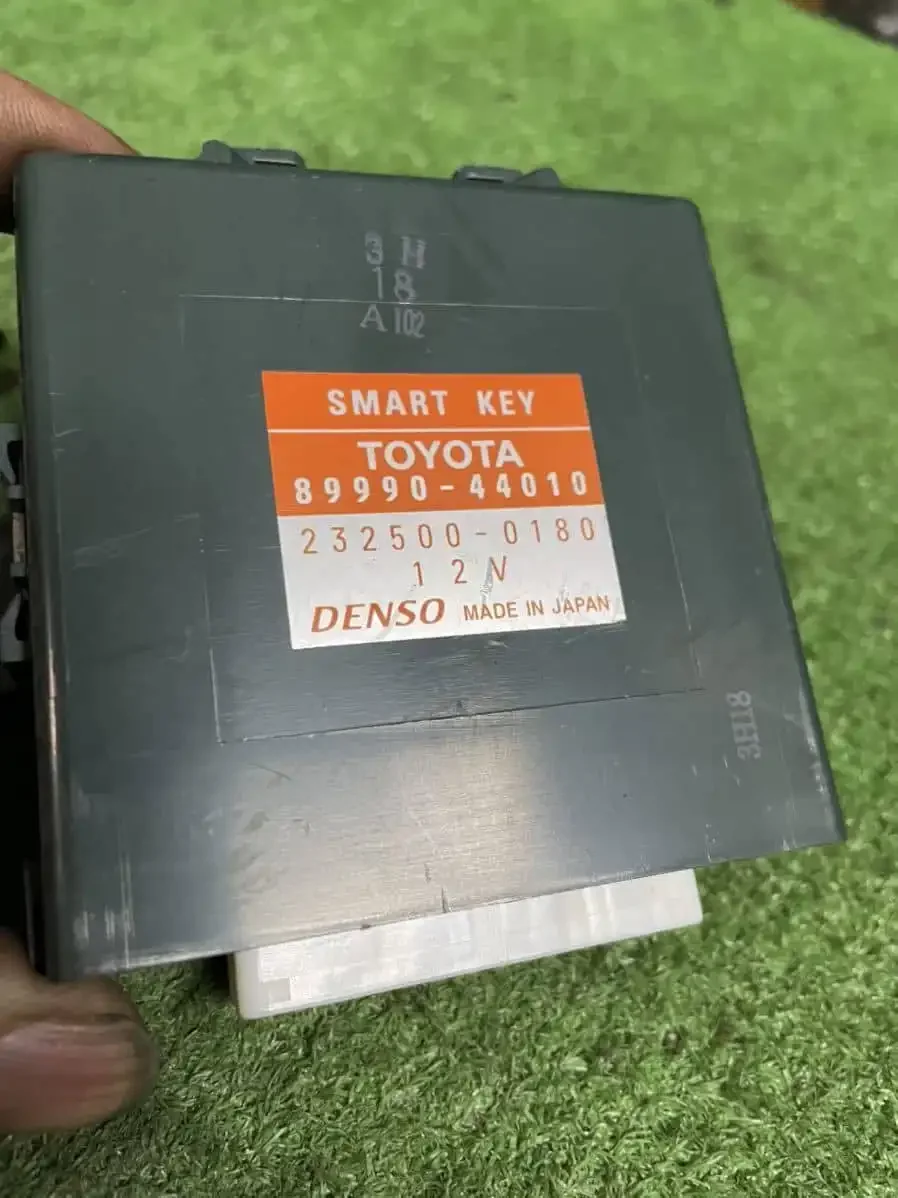 3 H
18
A 102
SMART KEY
TOYOTA
89990-44010
232500-0180
12V
DENSO MADE IN JAPAN
3H18